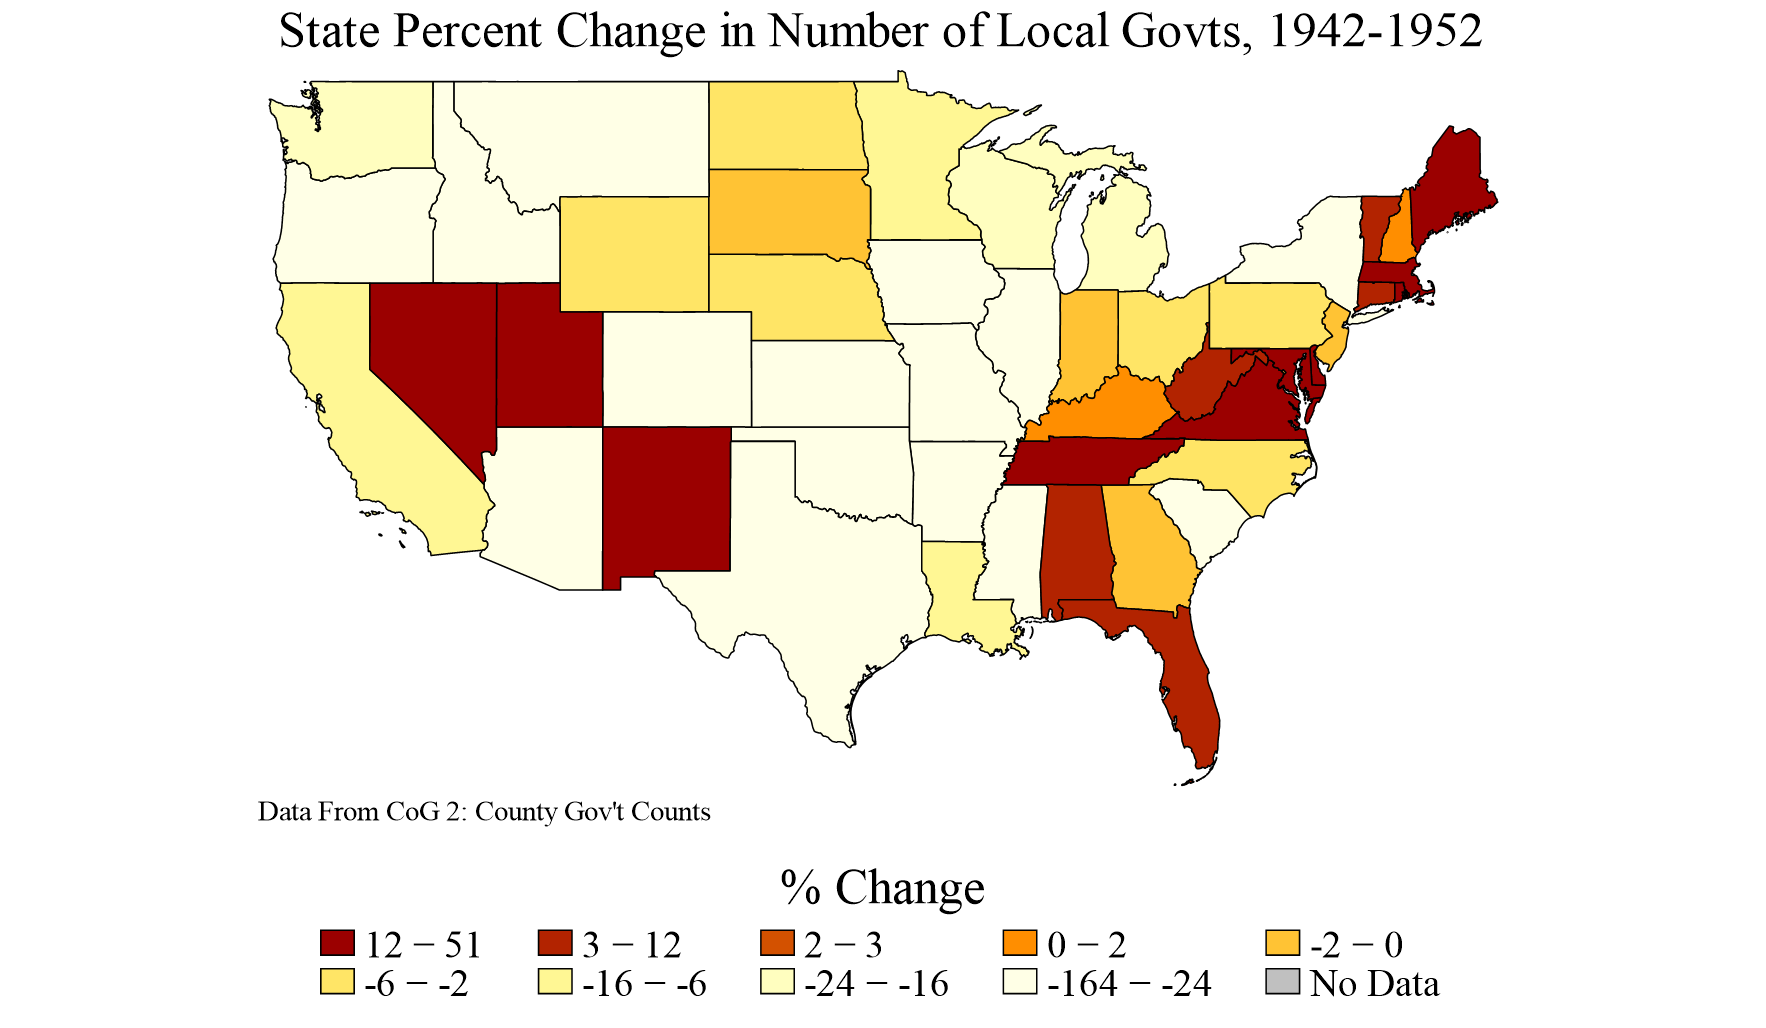 State Percent Change in Number of Local Govts, 1942-1952
Data From CoG 2: County Gov't Counts
% Change
12 − 51 3 − 12 2 − 3 0 − 2 -2 − 0
-6 − -2 -16 − -6 -24 − -16 -164 − -24 No Data